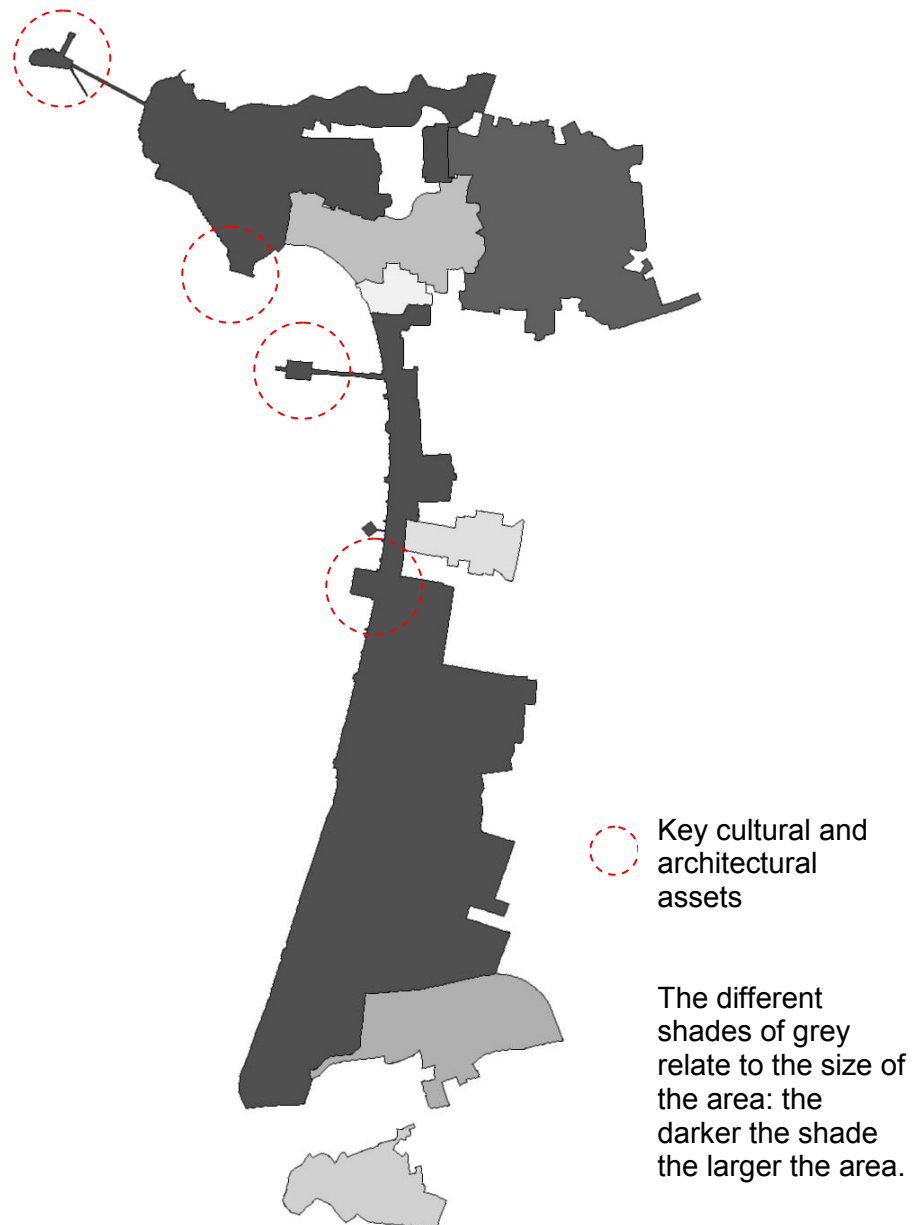 Key cultural and
architectural
assets
The different
shades of grey
relate to the size of
the area: the
darker the shade
the larger the area.